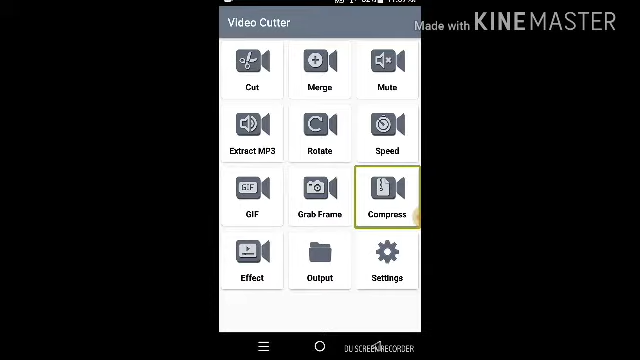 Made with KINEMASTER
Video Cutter
Cut
Merge
Mute
Extract MP3
Rotate
Speed
GIF
GIF
Grab Frame
Compress
Effect
Output
Settings
DU SCREEN RECORDER